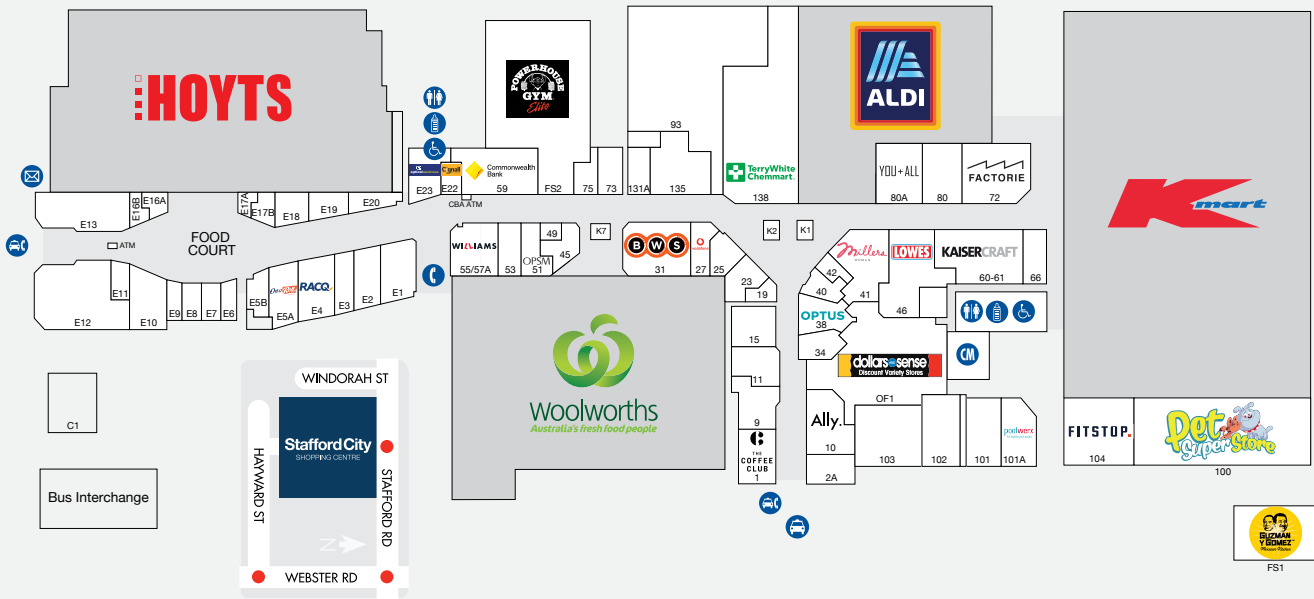 HOYTS
POWERHOUSE
GYM
Elite
ALDI
Kmart
93
131A
135
TerryWhite
Chemmart
138
YOU+ALL
80A
80
FACTORIE
72
E23
E22
Commonwealth
Bank
59
CBA ATM
FS2
75
73
E13
E16B
E16A
E17A
E17B
E18
E19
E20
ATM
FOOD
COURT
K7
K2
K1
WILLIAMS
55/57A
53
OPSM
51
49
45
BWS
31
vodafone
27
25
23
19
Millers
LOWES
KAISERCRAFT
60-61
66
42
40
41
46
OPTUS
38
34
E12
E11
E10
E9
E8
E7
E6
E5B
E5A
RACQ
E4
E3
E2
E1
Woolworths
Australia's fresh food people
15
11
9
THE
COFFEE
CLUB
1
dollars and sense
Discount Variety Stores
CM
OF1
Ally.
10
2A
103
102
101
poolwerx
101A
FITSTOP.
104
Pet
Super Store
100
C1
Bus Interchange
WINDORAH ST
Stafford City
SHOPPING CENTRE
HAYWARD ST
STAFFORD RD
N
WEBSTER RD
GUZMAN
Y GOMEZ
Mexican Kitchen
FS1